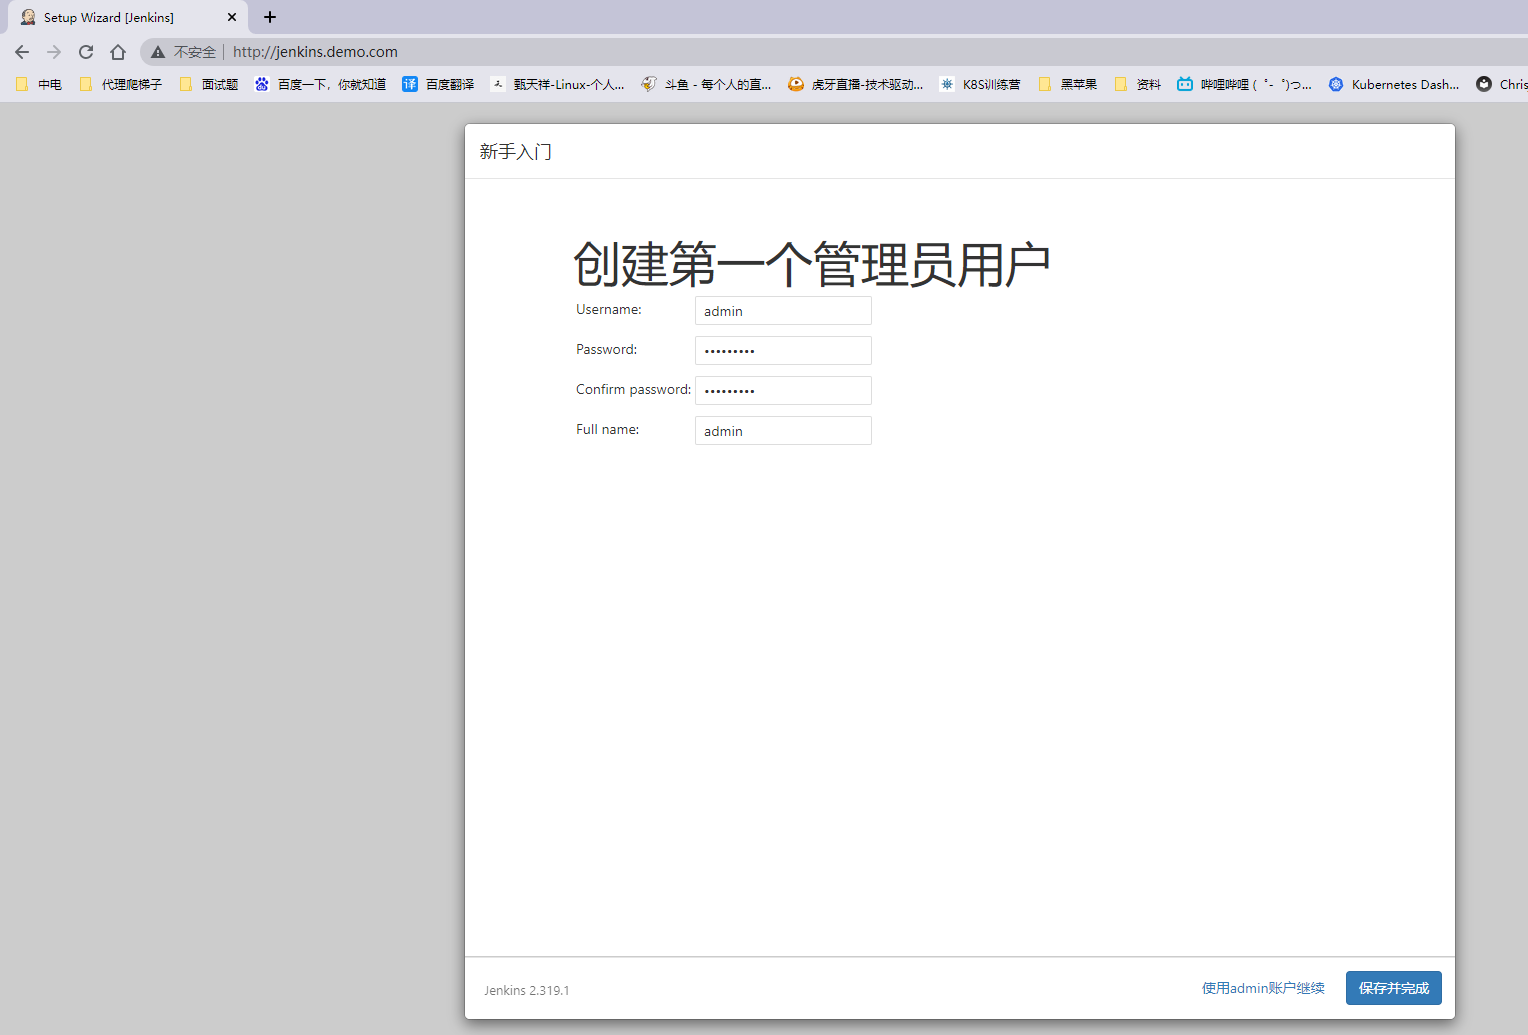 Setup Wizard [Jenkins]
不安全 http://jenkins.demo.com
中电 代理爬梯子 面试题 百度一下，你就知道 译 百度翻译 甄天祥-Linux-个人... 斗鱼 - 每个人的直... 虎牙直播-技术驱动... K8S训练营 黑苹果 资料 哔哩哔哩 ( ゜- ゜)つ... Kubernetes Dash... Chris
新手入门
创建第一个管理员用户
Username: admin
Password: •••••••••
Confirm password: •••••••••
Full name: admin
Jenkins 2.319.1 使用admin账户继续 保存并完成